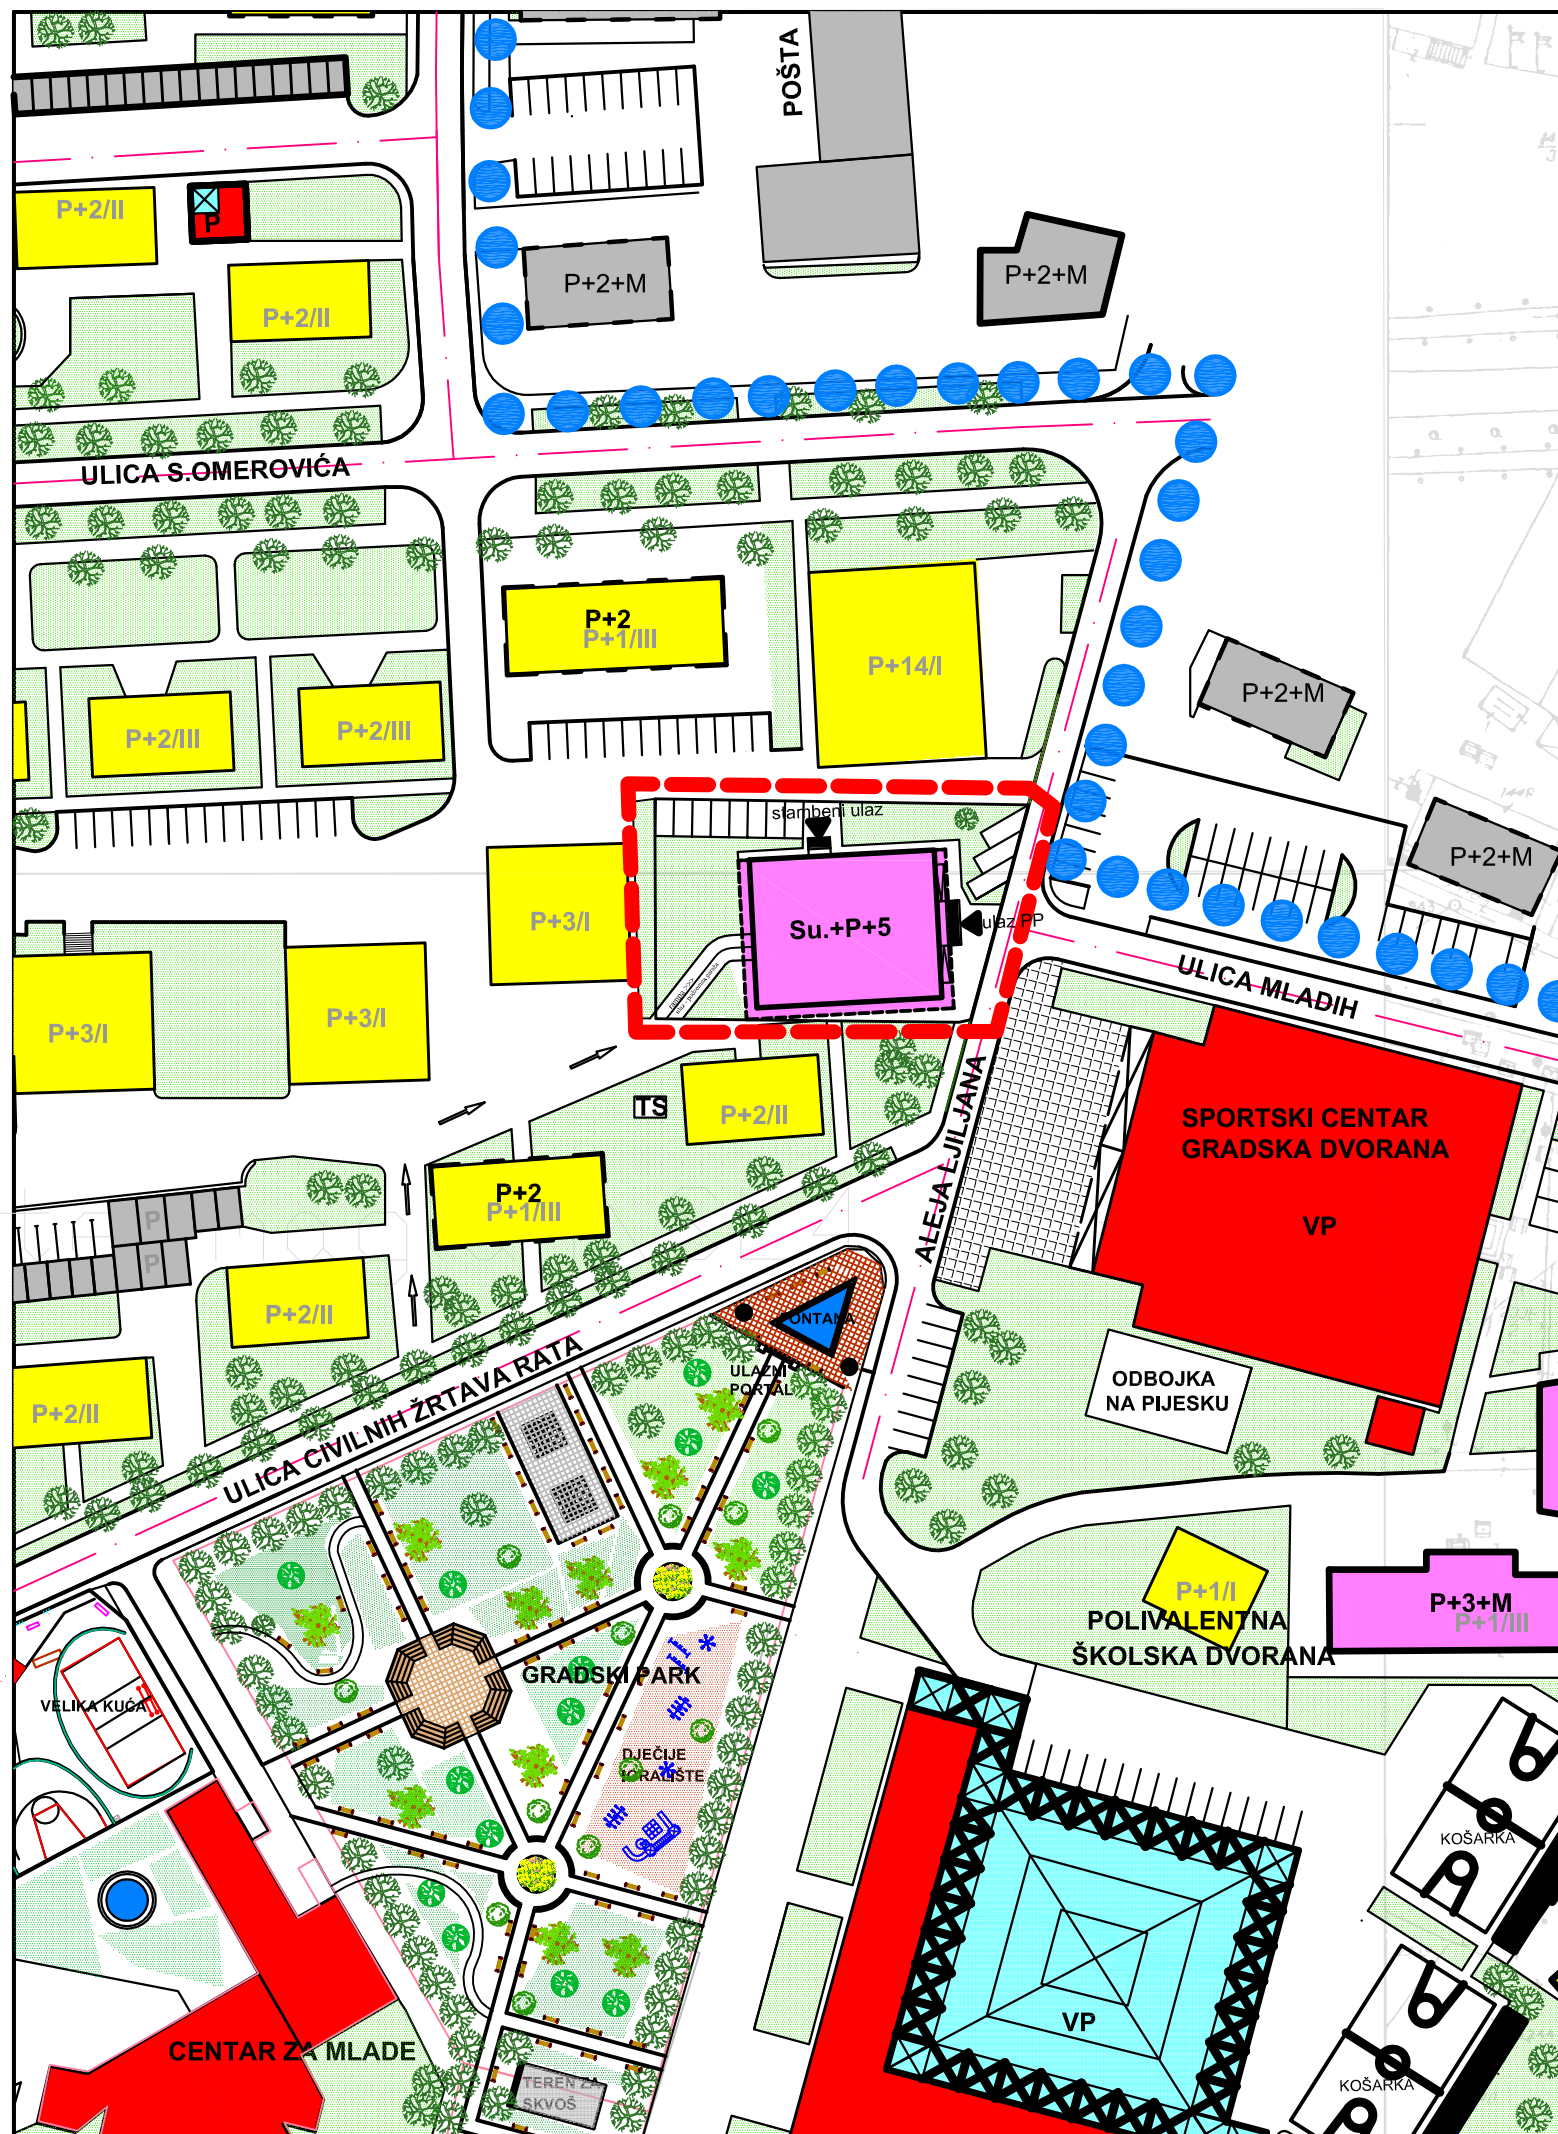 POŠTA
P+2/II
P
P+2+M
P+2+M
P+2/II
ULICA S.OMEROVIĆA
P+2
P+1/III
P+14/I
P+2+M
P+2/III
P+2/III
stambeni ulaz
P+2+M
P+3/I
Su.+P+5
ulaz PP
ULICA MLADIH
P+3/I
P+3/I
TS
P+2/II
ALEJA LJILJANA
SPORTSKI CENTAR
GRADSKA DVORANA
VP
P+2
P+1/III
P
P
P+2/II
FONTANA
ULAZNI
PORTAL
ODBOJKA
NA PIJESKU
P+2/II
ULICA CIVILNIH ŽRTAVA RATA
P+1/I
POLIVALENTNA
ŠKOLSKA DVORANA
P+3+M
P+1/III
GRADSKI PARK
VELIKA KUĆA
DJEČIJE
IGRALIŠTE
KOŠARKA
VP
CENTAR ZA MLADE
TEREN ZA
SKVOŠ
KOŠARKA